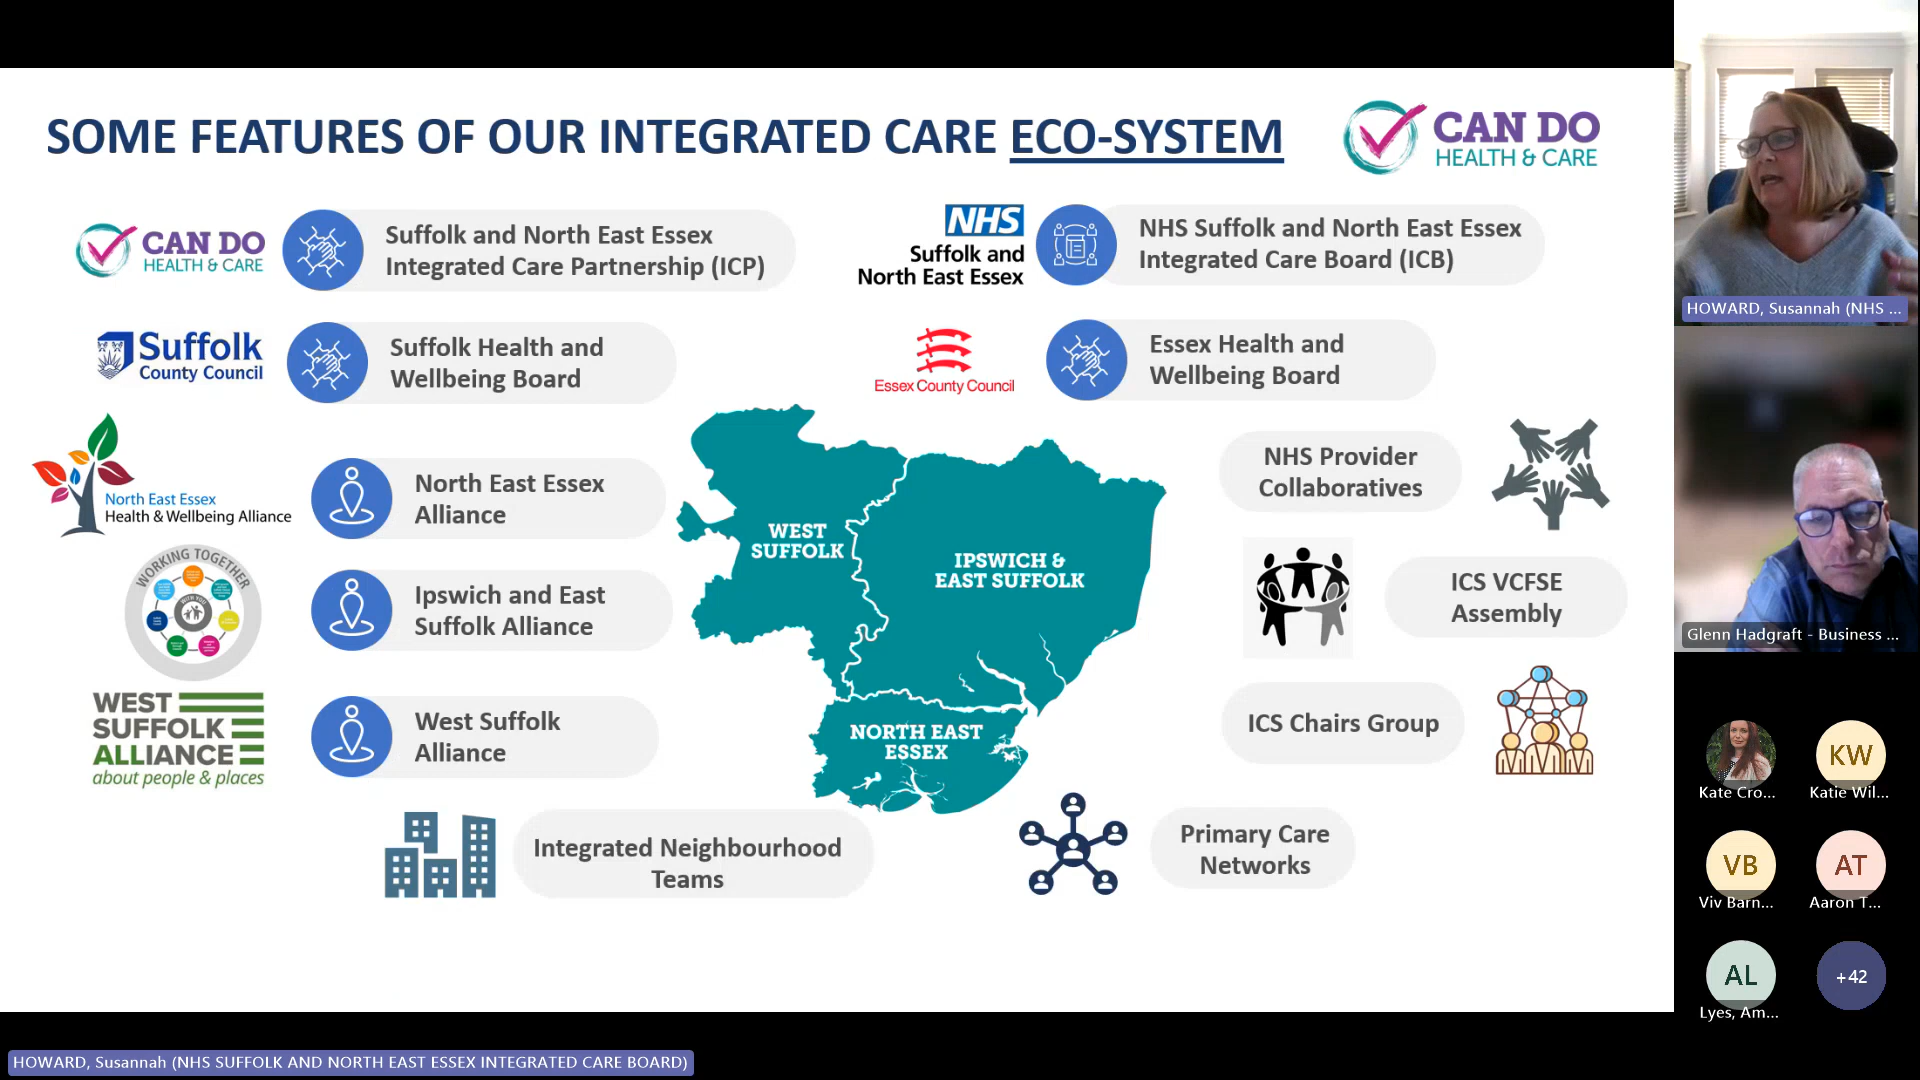 SOME FEATURES OF OUR INTEGRATED CARE ECO-SYSTEM
CAN DO
HEALTH & CARE
CAN DO
HEALTH & CARE
Suffolk and North East Essex
Integrated Care Partnership (ICP)
NHS
Suffolk and
North East Essex
NHS Suffolk and North East Essex
Integrated Care Board (ICB)
Suffolk
County Council
Suffolk Health and
Wellbeing Board
Essex County Council
Essex Health and
Wellbeing Board
North East Essex
Health & Wellbeing Alliance
North East Essex
Alliance
WORKING TOGETHER
Ipswich and East
Suffolk Alliance
WEST
SUFFOLK
ALLIANCE
about people & places
West Suffolk
Alliance
WEST
SUFFOLK
IPSWICH &
EAST SUFFOLK
NORTH EAST
ESSEX
NHS Provider
Collaboratives
ICS VCFSE
Assembly
ICS Chairs Group
Integrated Neighbourhood
Teams
Primary Care
Networks
HOWARD, Susannah (NHS ...
Glenn Hadgraft - Business ...
Kate Cro...
KW
Katie Wil...
VB
Viv Barn...
AT
Aaron T...
AL
Lyes, Am...
+42
HOWARD, Susannah (NHS SUFFOLK AND NORTH EAST ESSEX INTEGRATED CARE BOARD)